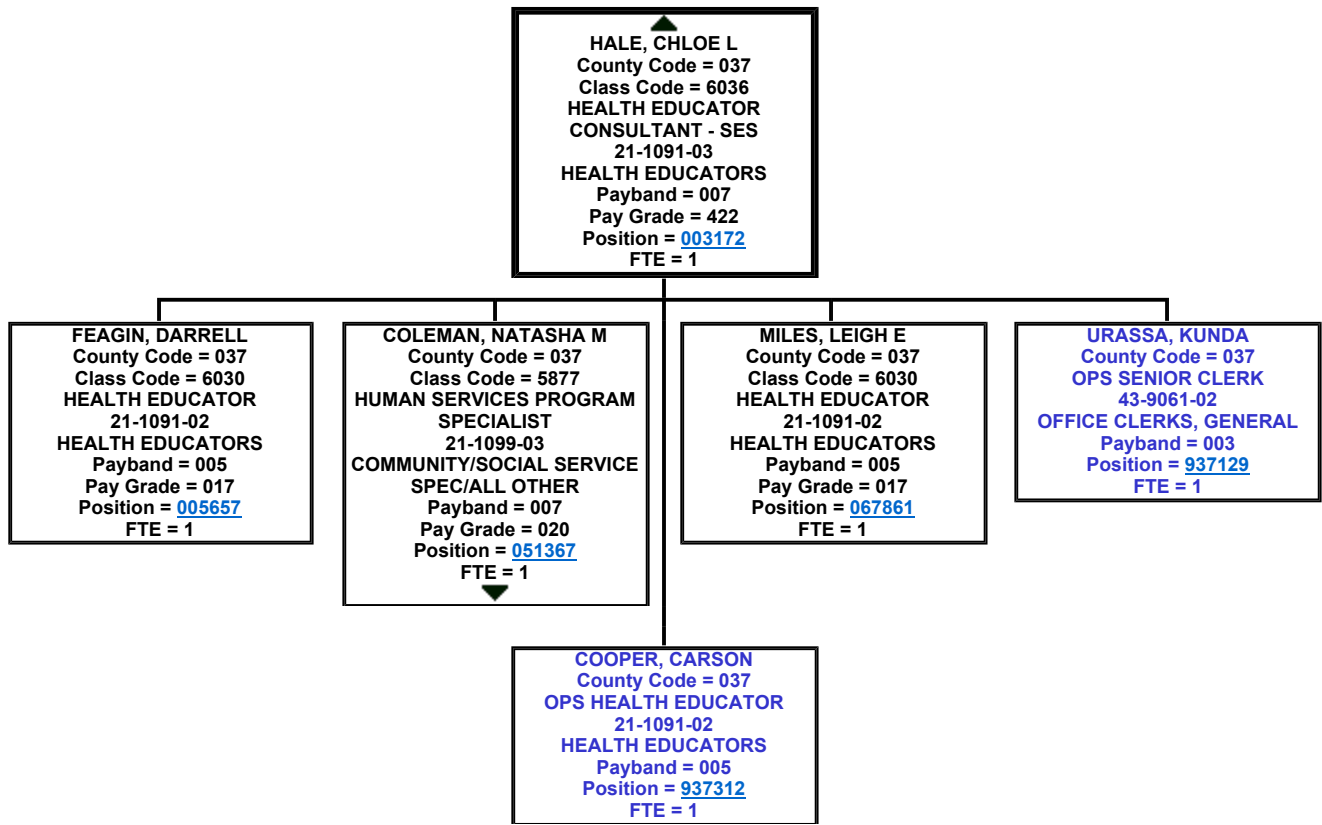 HALE, CHLOE L
County Code = 037
Class Code = 6036
HEALTH EDUCATOR
CONSULTANT - SES
21-1091-03
HEALTH EDUCATORS
Payband = 007
Pay Grade = 422
Position = 003172
FTE = 1
FEAGIN, DARRELL
County Code = 037
Class Code = 6030
HEALTH EDUCATOR
21-1091-02
HEALTH EDUCATORS
Payband = 005
Pay Grade = 017
Position = 005657
FTE = 1
COLEMAN, NATASHA M
County Code = 037
Class Code = 5877
HUMAN SERVICES PROGRAM
SPECIALIST
21-1099-03
COMMUNITY/SOCIAL SERVICE
SPEC/ALL OTHER
Payband = 007
Pay Grade = 020
Position = 051367
FTE = 1
MILES, LEIGH E
County Code = 037
Class Code = 6030
HEALTH EDUCATOR
21-1091-02
HEALTH EDUCATORS
Payband = 005
Pay Grade = 017
Position = 067861
FTE = 1
URASSA, KUNDA
County Code = 037
OPS SENIOR CLERK
43-9061-02
OFFICE CLERKS, GENERAL
Payband = 003
Position = 937129
FTE = 1
COOPER, CARSON
County Code = 037
OPS HEALTH EDUCATOR
21-1091-02
HEALTH EDUCATORS
Payband = 005
Position = 937312
FTE = 1